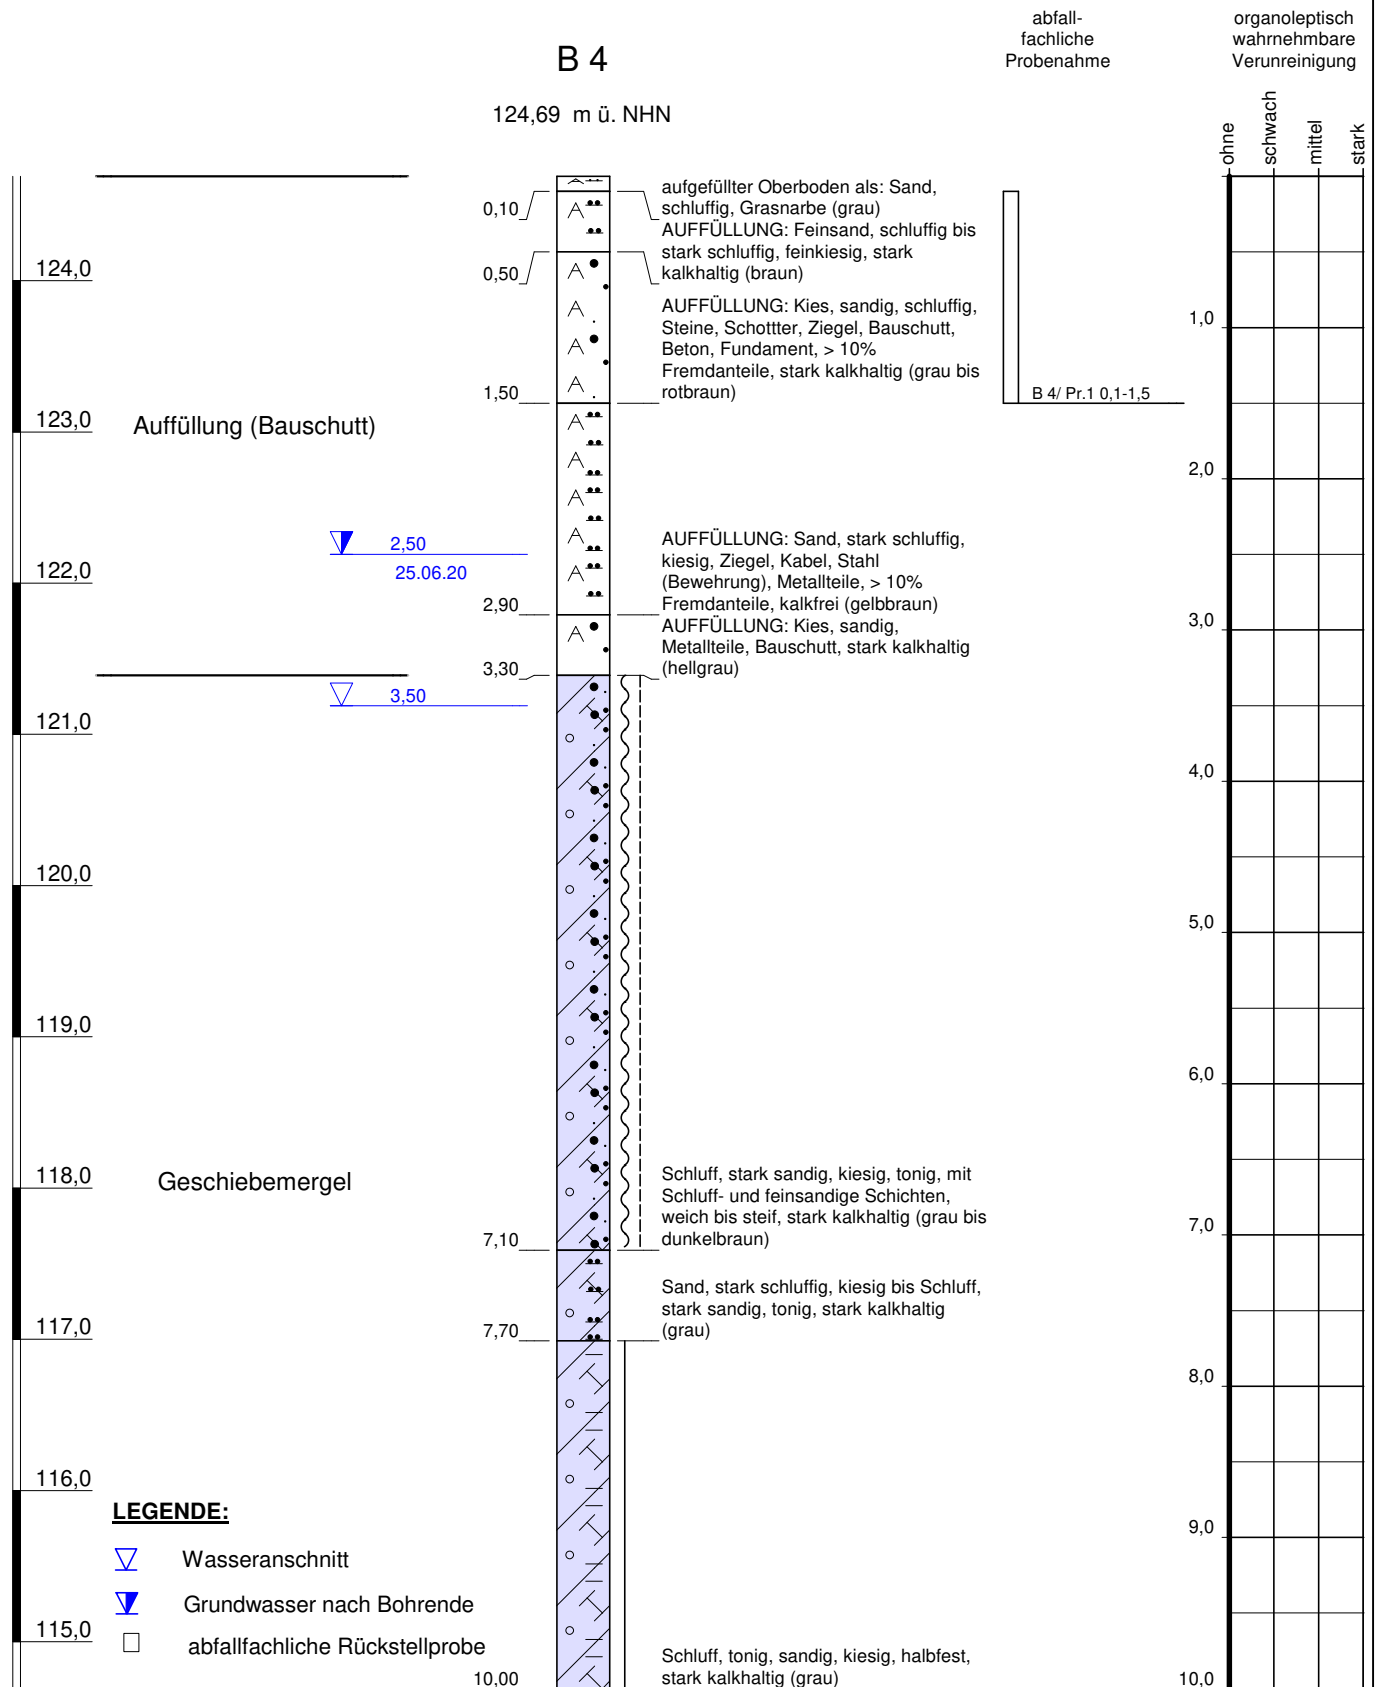 abfall-
fachliche
Probenahme
organoleptisch
wahrnehmbare
Verunreinigung
B 4
124,69 m ü. NHN
ohne
schwach
mittel
stark
aufgefüllter Oberboden als: Sand,
schluffig, Grasnarbe (grau)
0,10
AUFFÜLLUNG: Feinsand, schluffig bis
stark schluffig, feinkiesig, stark
kalkhaltig (braun)
124,0
0,50
AUFFÜLLUNG: Kies, sandig, schluffig,
Steine, Schottter, Ziegel, Bauschutt,
Beton, Fundament, > 10%
Fremdanteile, stark kalkhaltig (grau bis
rotbraun)
1,0
1,50
B 4/ Pr.1 0,1-1,5
123,0
Auffüllung (Bauschutt)
2,0
2,50
25.06.20
AUFFÜLLUNG: Sand, stark schluffig,
kiesig, Ziegel, Kabel, Stahl
(Bewehrung), Metallteile, > 10%
Fremdanteile, kalkfrei (gelbbraun)
122,0
2,90
3,0
AUFFÜLLUNG: Kies, sandig,
Metallteile, Bauschutt, stark kalkhaltig
(hellgrau)
3,30
3,50
121,0
4,0
120,0
5,0
119,0
6,0
118,0
Geschiebemergel
Schluff, stark sandig, kiesig, tonig, mit
Schluff- und feinsandige Schichten,
weich bis steif, stark kalkhaltig (grau bis
dunkelbraun)
7,0
7,10
Sand, stark schluffig, kiesig bis Schluff,
stark sandig, tonig, stark kalkhaltig
(grau)
117,0
7,70
8,0
116,0
LEGENDE:
9,0
Wasseranschnitt
Grundwasser nach Bohrende
115,0
abfallfachliche Rückstellprobe
Schluff, tonig, sandig, kiesig, halbfest,
stark kalkhaltig (grau)
10,00
10,0